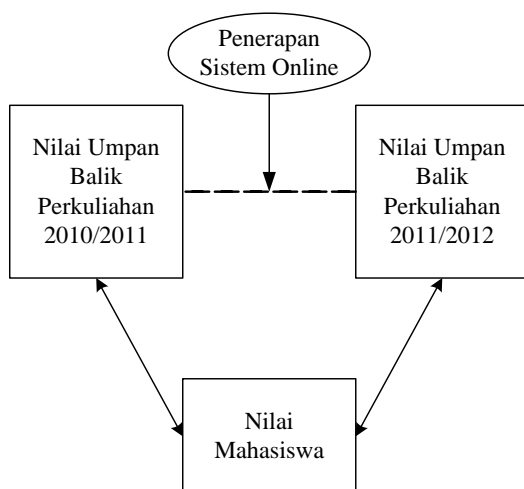 Penerapan
Sistem Online
Nilai Umpan
Balik
Perkuliahan
2010/2011
Nilai Umpan
Balik
Perkuliahan
2011/2012
Nilai
Mahasiswa